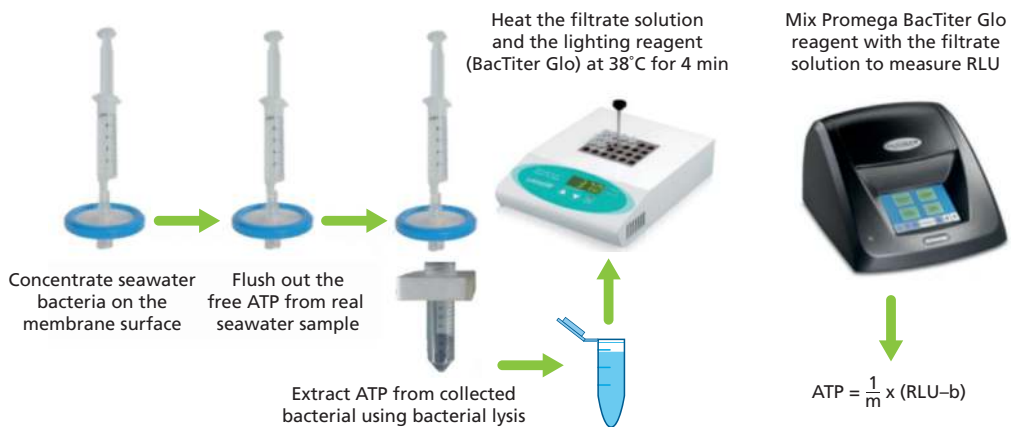 Concentrate seawater
bacteria on the
membrane surface
Flush out the
free ATP from real
seawater sample
Extract ATP from collected
bacterial using bacterial lysis
Heat the filtrate solution
and the lighting reagent
(BacTiter Glo) at 38˚C for 4 min
Mix Promega BacTiter Glo
reagent with the filtrate
solution to measure RLU
ATP = 1/m x (RLU–b)